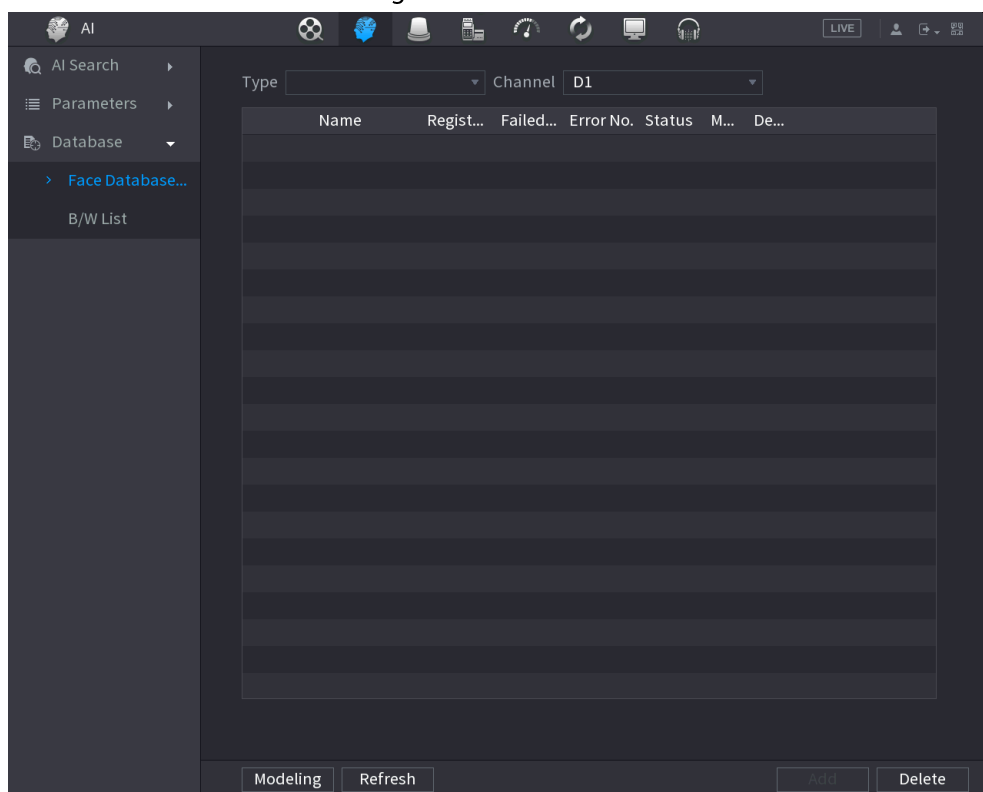 AI LIVE
AI Search
Type Channel D1
Parameters
Name Regist... Failed... Error No. Status M... De...
Database
Face Database...
B/W List
Modeling Refresh Add Delete